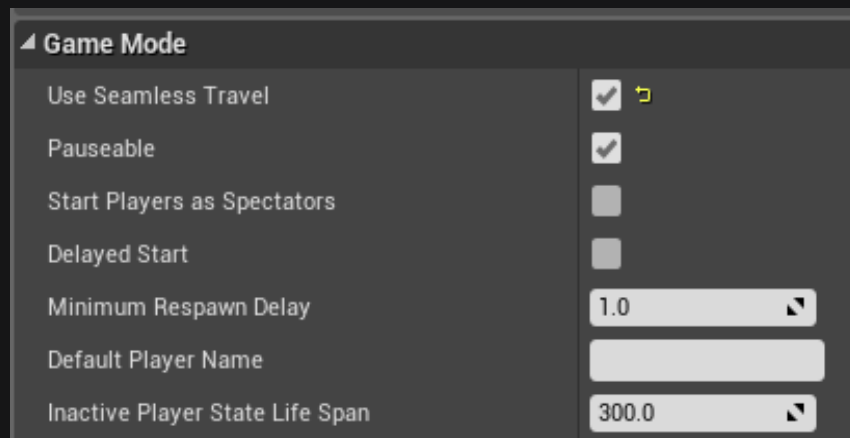 Game Mode
Use Seamless Travel
Pauseable
Start Players as Spectators
Delayed Start
Minimum Respawn Delay 1.0
Default Player Name
Inactive Player State Life Span 300.0